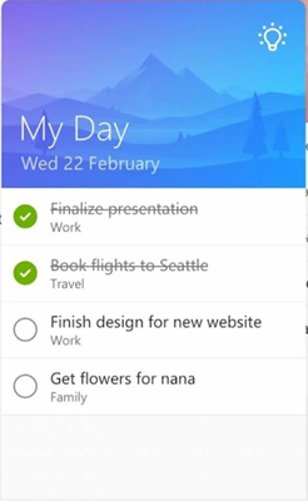 My Day
Wed 22 February
Finalize presentation
Work
Book flights to Seattle
Travel
Finish design for new website
Work
Get flowers for nana
Family